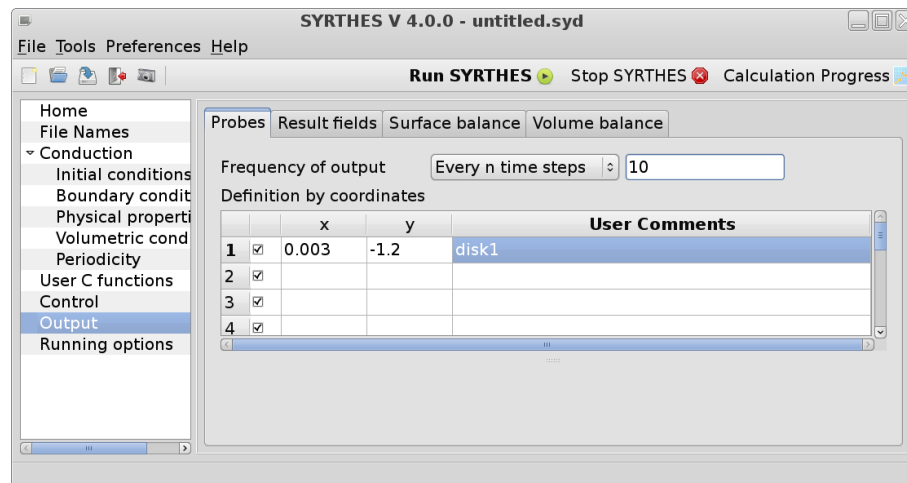 SYRTHES V 4.0.0 - untitled.syd
File Tools Preferences Help
Run SYRTHES Stop SYRTHES Calculation Progress
Home
File Names
Conduction
Initial conditions
Boundary condit
Physical properti
Volumetric cond
Periodicity
User C functions
Control
Output
Running options
Probes Result fields Surface balance Volume balance
Frequency of output Every n time steps 10
Definition by coordinates
x y User Comments
1 0.003 -1.2 disk1
2
3
4